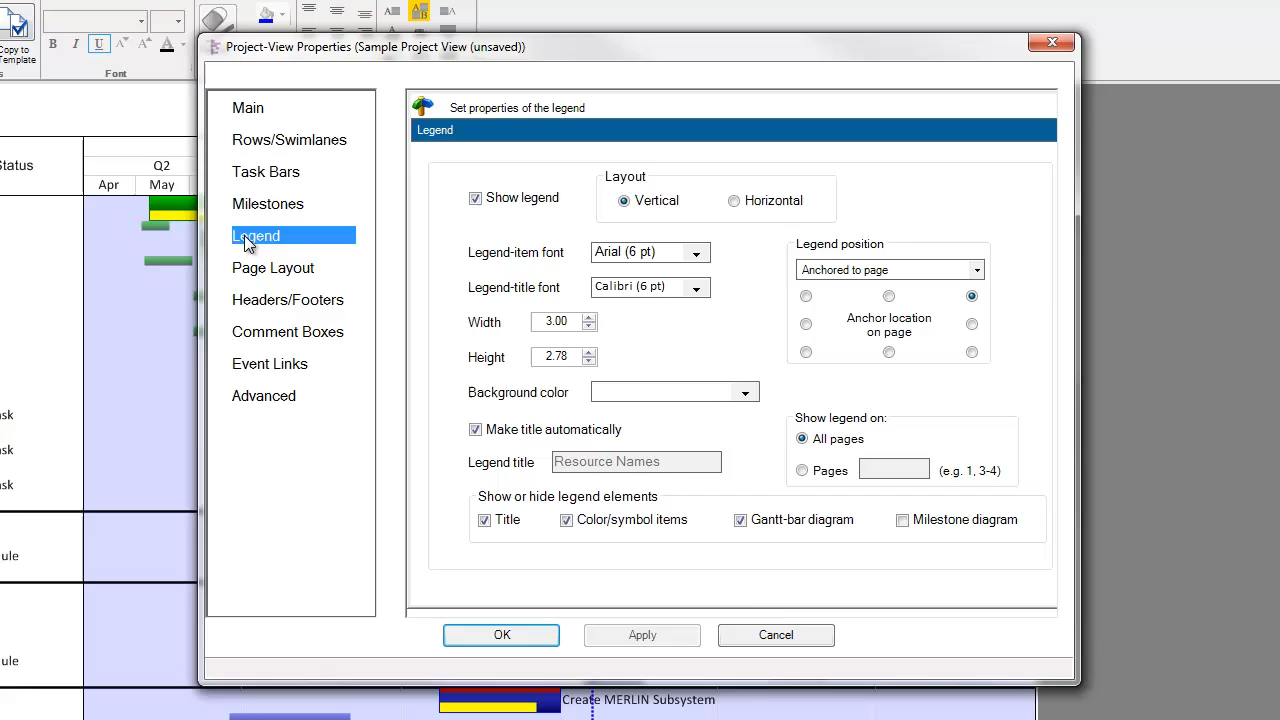 Copy to
Template
B I U A A A
Font
Project-View Properties (Sample Project View (unsaved))
Status
Q2
Apr May
ask
ask
ask
ule
ule
Main
Rows/Swimlanes
Task Bars
Milestones
Legend
Page Layout
Headers/Footers
Comment Boxes
Event Links
Advanced
Set properties of the legend
Legend
Show legend
Layout
Vertical Horizontal
Legend-item font Arial (6 pt)
Legend-title font Calibri (6 pt)
Width 3.00
Height 2.78
Background color
Legend position
Anchored to page
Anchor location
on page
Make title automatically
Legend title Resource Names
Show legend on:
All pages
Pages (e.g. 1, 3-4)
Show or hide legend elements
Title Color/symbol items Gantt-bar diagram Milestone diagram
OK Apply Cancel
Create MERLIN Subsystem